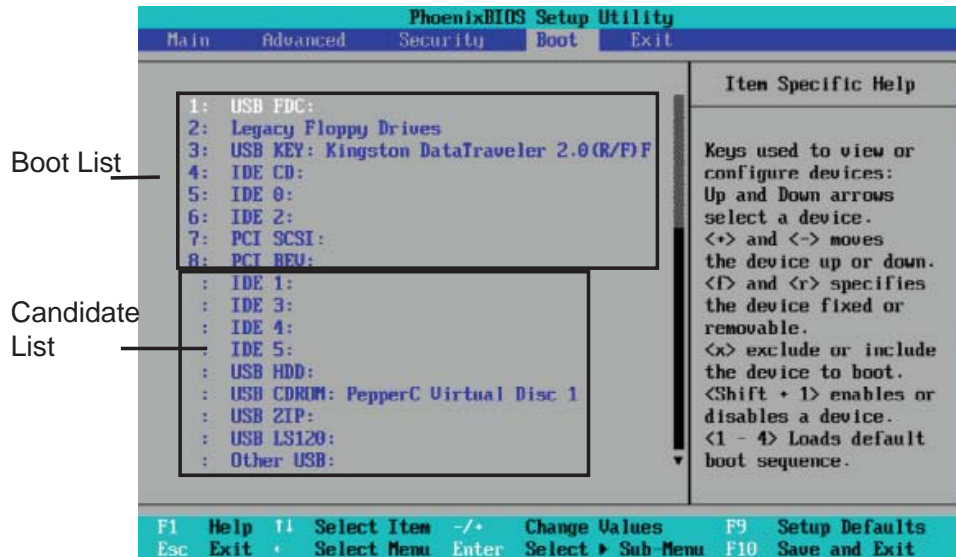 PhoenixBIOS Setup Utility
Main Advanced Security Boot Exit
Item Specific Help
1: USB FDC:
2: Legacy Floppy Drives
3: USB KEY: Kingston DataTraveler 2.0(R/F)F
4: IDE CD:
5: IDE 0:
6: IDE 2:
7: PCI SCSI:
8: PCI BEV:
: IDE 1:
: IDE 3:
: IDE 4:
: IDE 5:
: USB HDD:
: USB CDROM: PepperC Virtual Disc 1
: USB ZIP:
: USB LS120:
: Other USB:
Boot List
Candidate
List
Keys used to view or
configure devices:
Up and Down arrows
select a device.
<+> and <-> moves
the device up or down.
<f> and <r> specifies
the device fixed or
removable.
<x> exclude or include
the device to boot.
<Shift + 1> enables or
disables a device.
<1 - 4> Loads default
boot sequence.
F1 Help ↑↓ Select Item -/+ Change Values F9 Setup Defaults
Esc Exit ‹ Select Menu Enter Select ▶ Sub-Menu F10 Save and Exit